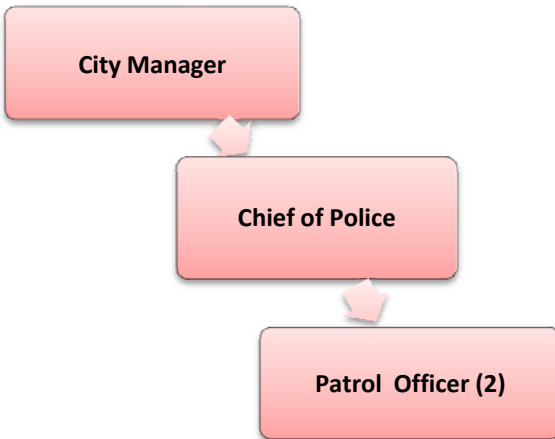 City Manager
Chief of Police
Patrol Officer (2)